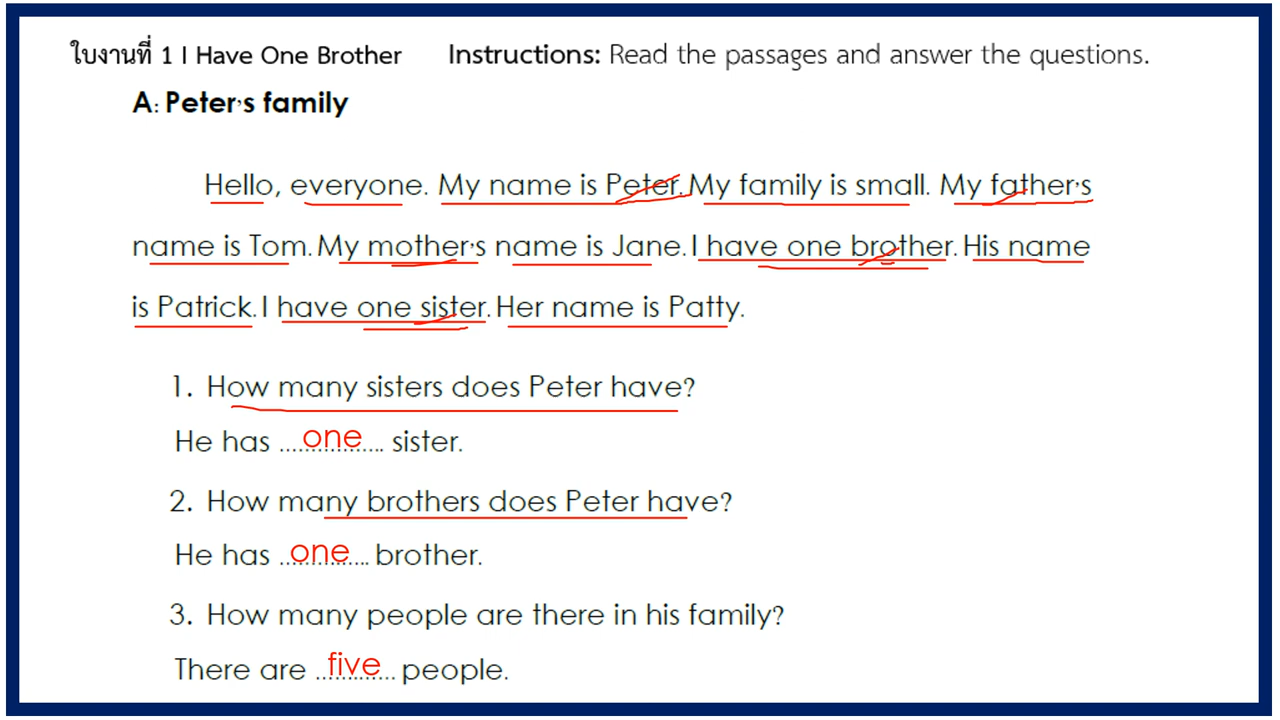 ใบงานที่ 1 I Have One Brother Instructions: Read the passages and answer the questions.
A: Peter's family
Hello, everyone. My name is Peter. My family is small. My father's
name is Tom. My mother's name is Jane. I have one brother. His name
is Patrick. I have one sister. Her name is Patty.
1. How many sisters does Peter have?
He has ....one.... sister.
2. How many brothers does Peter have?
He has ....one.... brother.
3. How many people are there in his family?
There are ....five.... people.